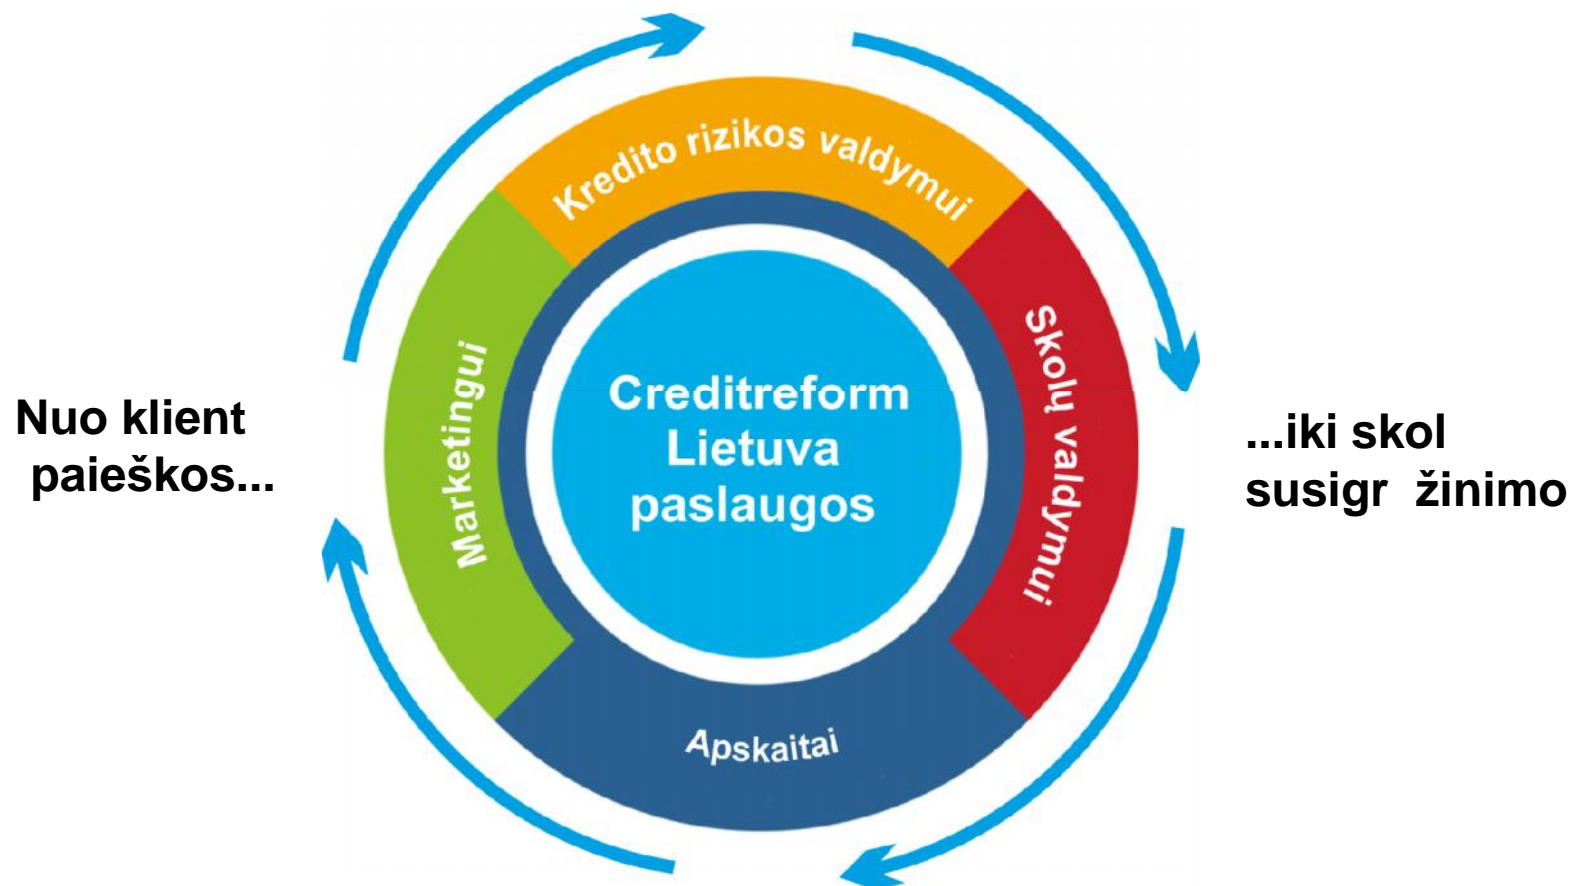 Kredito rizikos valdymui
Marketingui
Skolų valdymui
Apskaitai
Creditreform
Lietuva
paslaugos
Nuo klient
paieškos...
...iki skol
susigr žinimo